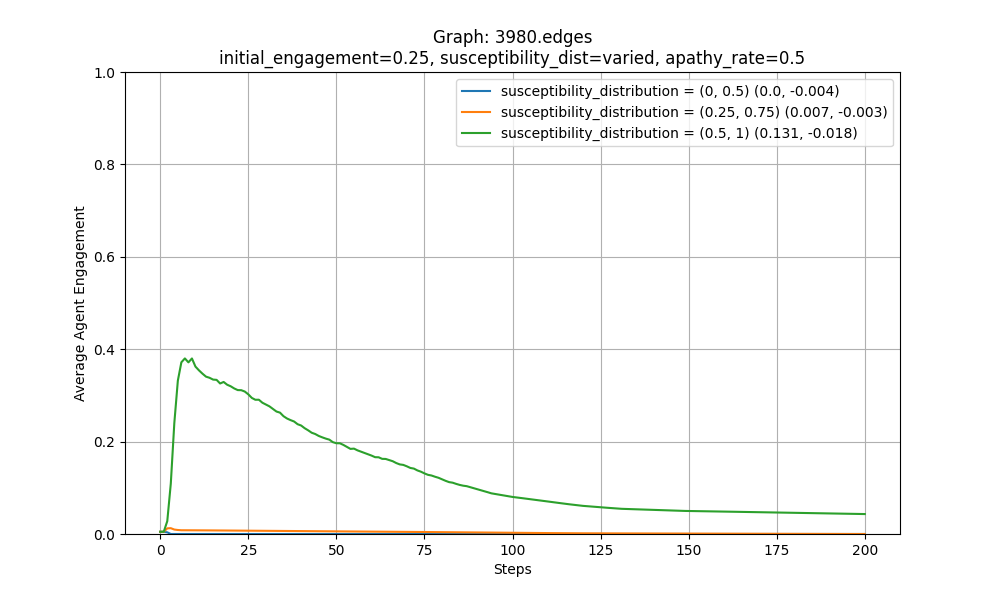 Graph: 3980.edges
initial_engagement=0.25, susceptibility_dist=varied, apathy_rate=0.5
susceptibility_distribution = (0, 0.5) (0.0, -0.004)
susceptibility_distribution = (0.25, 0.75) (0.007, -0.003)
susceptibility_distribution = (0.5, 1) (0.131, -0.018)
Average Agent Engagement
1.0
0.8
0.6
0.4
0.2
0.0
0 25 50 75 100 125 150 175 200
Steps